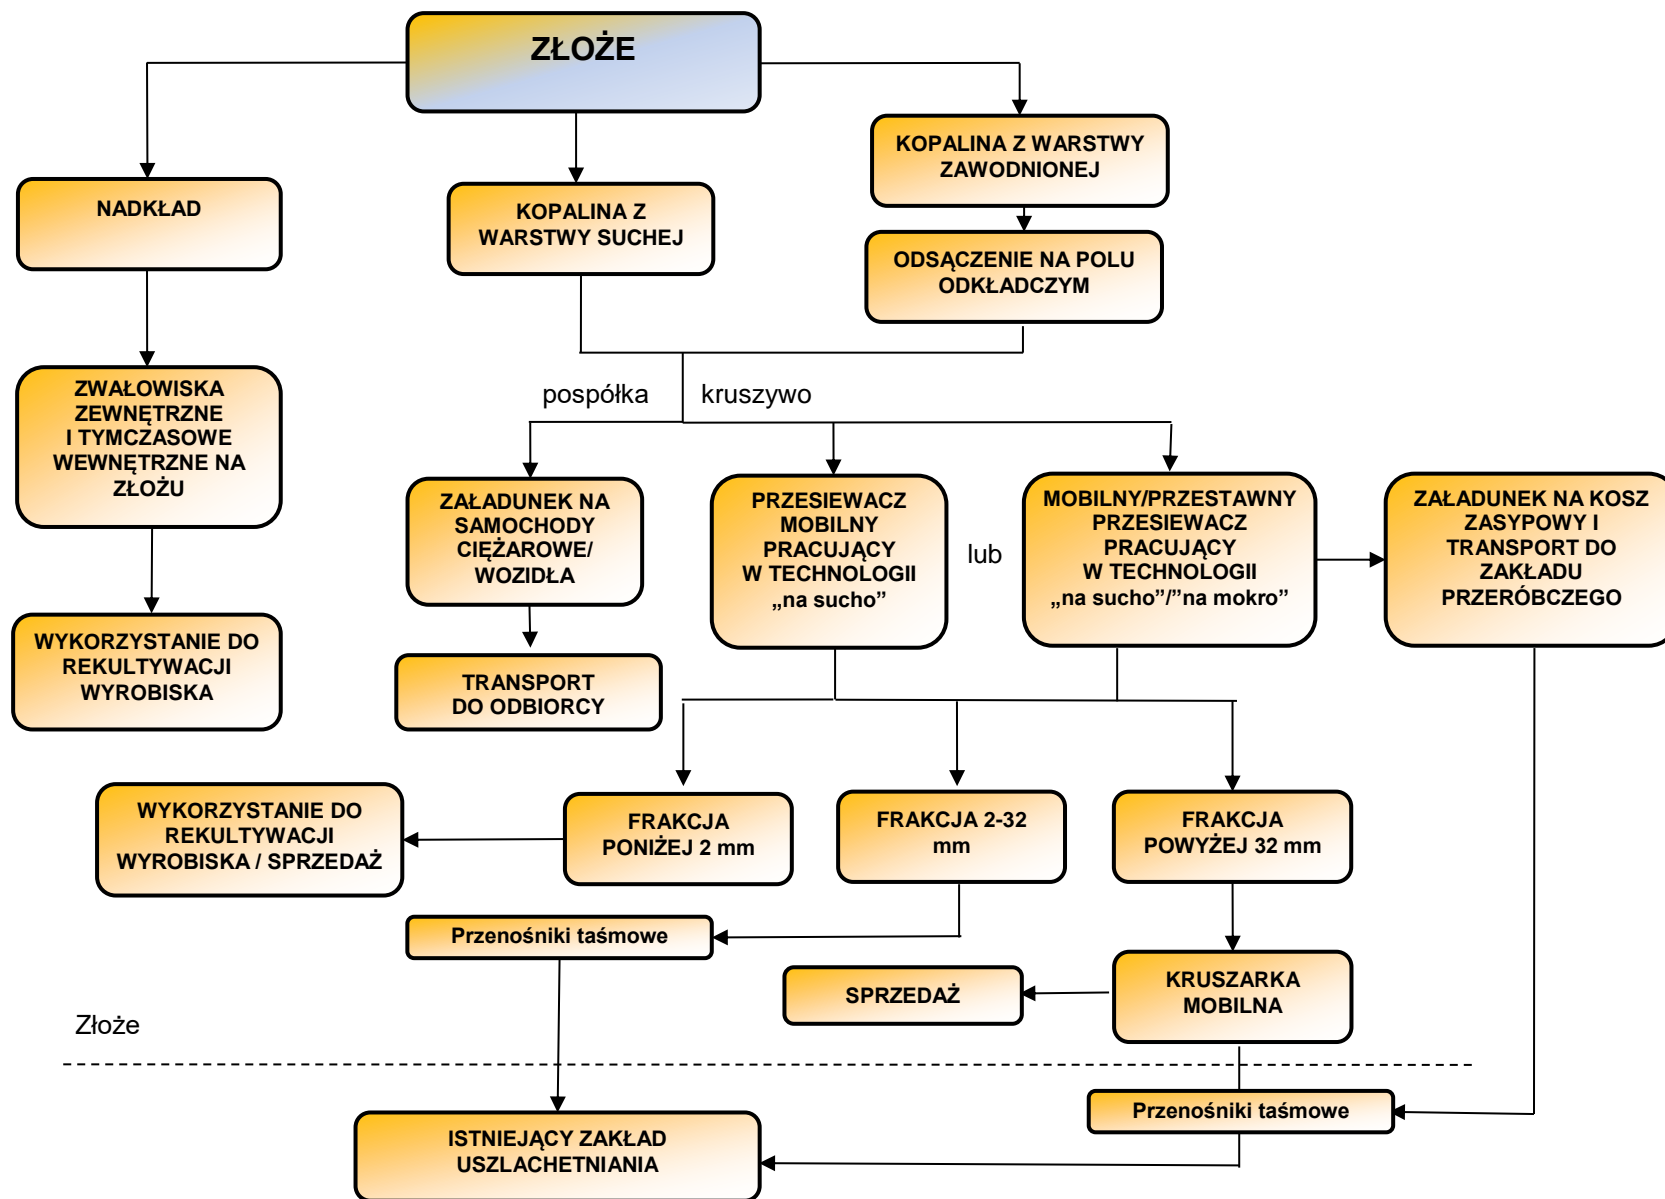 ZŁOŻE
KOPALINA Z WARSTWY
ZAWODNIONEJ
NADKŁAD
KOPALINA Z
WARSTWY SUCHEJ
ODSĄCZENIE NA POLU
ODKŁADCZYM
ZWAŁOWISKA
ZEWNĘTRZNE
I TYMCZASOWE
WEWNĘTRZNE NA
ZŁOŻU
pospółka
kruszywo
ZAŁADUNEK NA
SAMOCHODY
CIĘŻAROWE/
WOZIDŁA
PRZESIEWACZ
MOBILNY
PRACUJĄCY
W TECHNOLOGII
„na sucho”
lub
MOBILNY/PRZESTAWNY
PRZESIEWACZ
PRACUJĄCY
W TECHNOLOGII
„na sucho”/”na mokro”
ZAŁADUNEK NA KOSZ
ZASYPOWY I
TRANSPORT DO
ZAKŁADU
PRZERÓBCZEGO
WYKORZYSTANIE DO
REKULTYWACJI
WYROBISKA
TRANSPORT
DO ODBIORCY
WYKORZYSTANIE DO
REKULTYWACJI
WYROBISKA / SPRZEDAŻ
FRAKCJA
PONIŻEJ 2 mm
FRAKCJA 2-32
mm
FRAKCJA
POWYŻEJ 32 mm
Przenośniki taśmowe
SPRZEDAŻ
KRUSZARKA
MOBILNA
Złoże
Przenośniki taśmowe
ISTNIEJĄCY ZAKŁAD
USZLACHETNIANIA